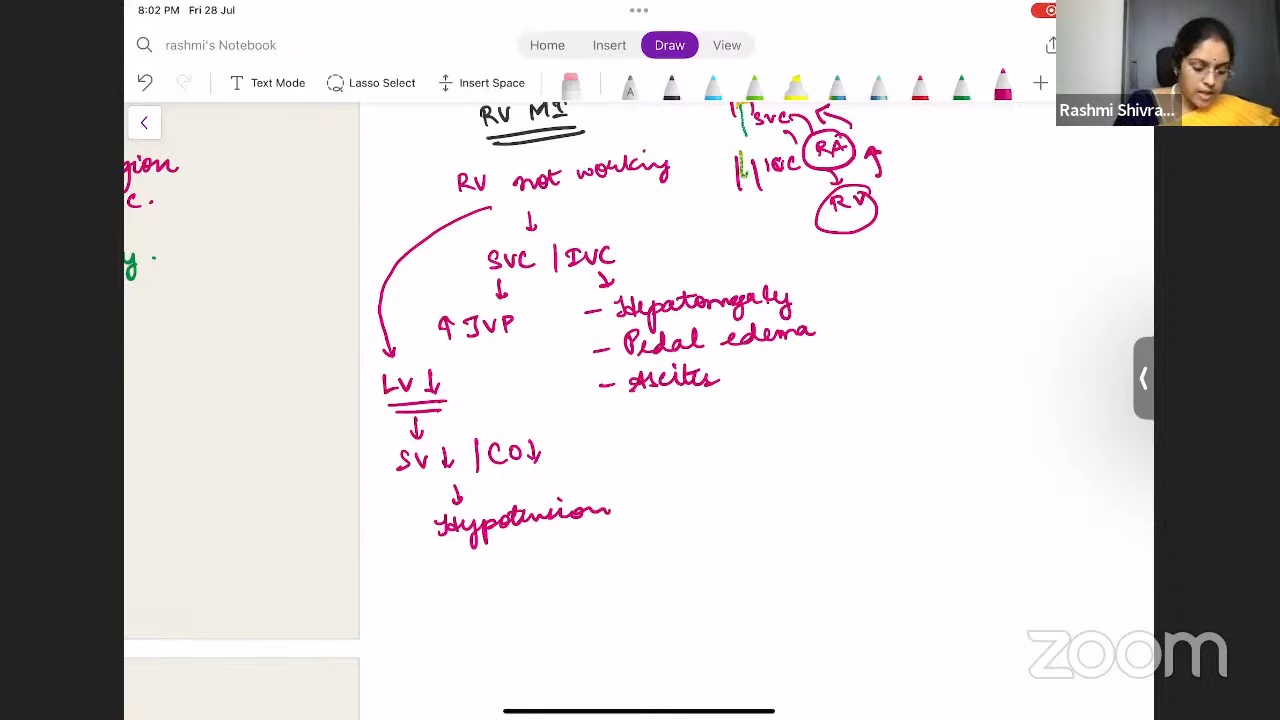 8:02 PM Fri 28 Jul
rashmi's Notebook
Home Insert Draw View
Text Mode Lasso Select Insert Space
A
Rashmi Shivra...
RV MI
SVC
RA
IVC
RV
gion
c.
y.
RV not working
↓
SVC | IVC
↓ ↓
↑ JVP
- Hepatomegaly
- Pedal edema
- Ascites
LV ↓
↓
SV ↓ | CO ↓
↓
Hypotension
zoom